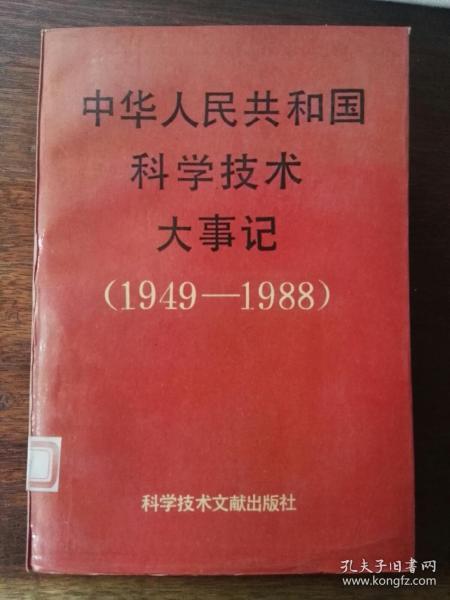 中华人民共和国
科学技术
大事记
(1949—1988)
科学技术文献出版社
孔夫子旧书网
www.kongfz.com